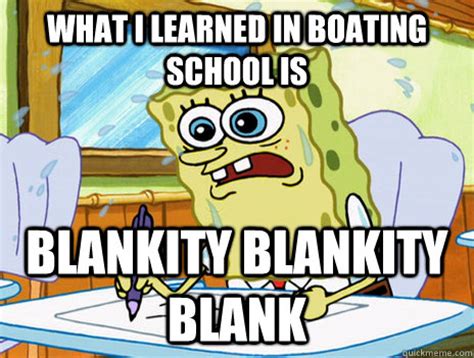 WHAT I LEARNED IN BOATING
SCHOOL IS
BLANKITY BLANKITY
BLANK
quickmeme.com